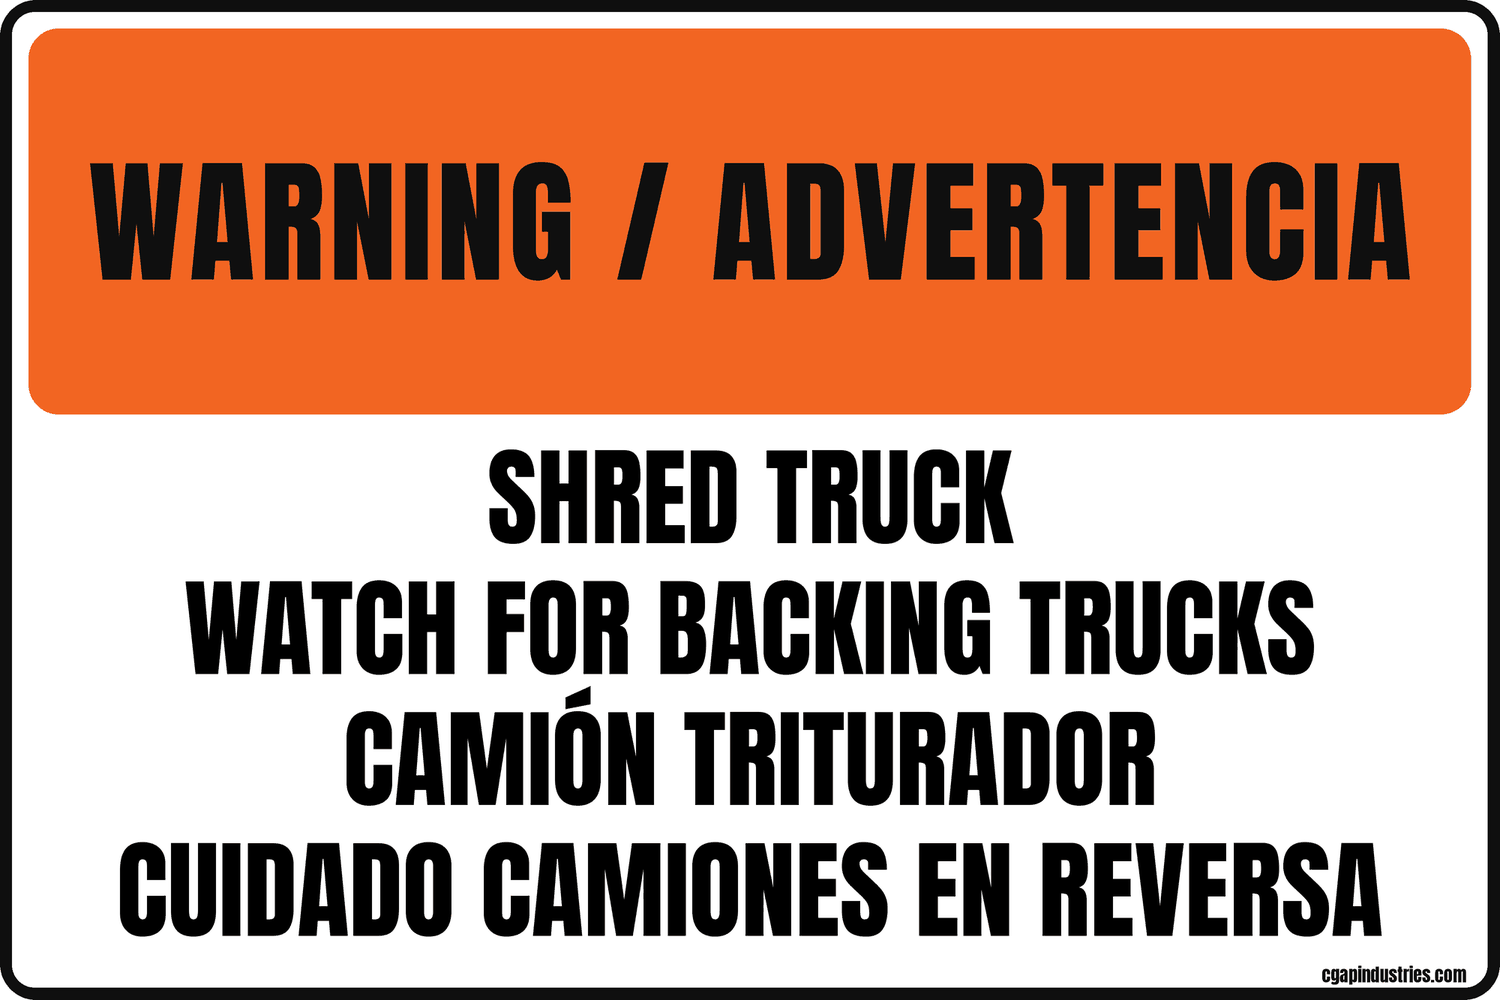 WARNING / ADVERTENCIA
SHRED TRUCK
WATCH FOR BACKING TRUCKS
CAMIÓN TRITURADOR
CUIDADO CAMIONES EN REVERSA
cgapindustries.com